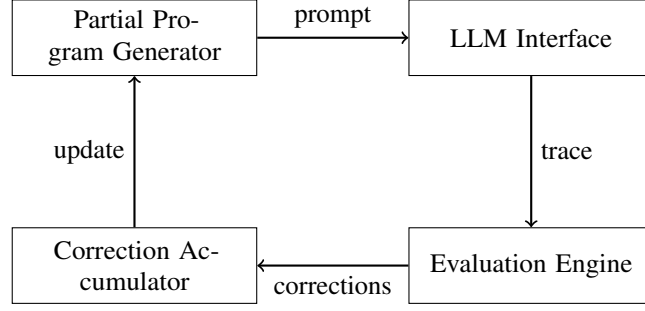 Partial Pro-
gram Generator
prompt
LLM Interface
update
trace
Correction Ac-
cumulator
corrections
Evaluation Engine